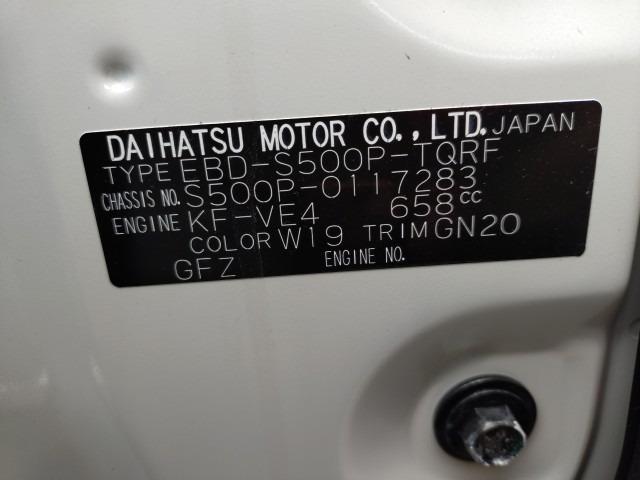 DAIHATSU MOTOR CO., LTD. JAPAN
TYPE EBD-S500P-TQRF
CHASSIS NO. S500P-0117283
ENGINE KF-VE4 658cc
COLOR W19 TRIM GN20
GFZ ENGINE NO.